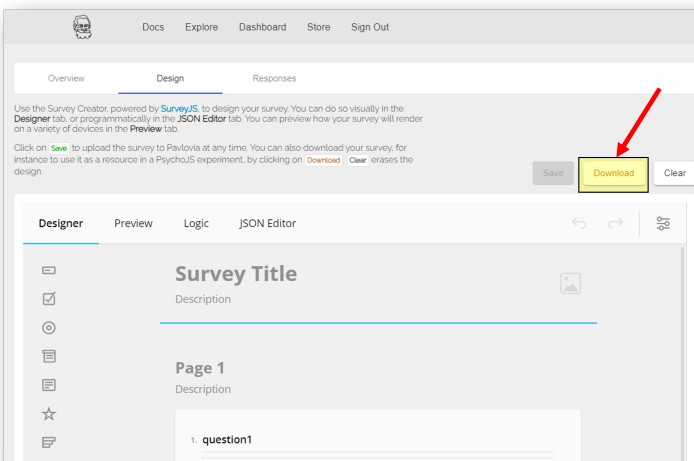 Docs Explore Dashboard Store Sign Out
Overview Design Responses
Use the Survey Creator, powered by SurveyJS, to design your survey. You can do so visually in the
Designer tab, or programmatically in the JSON Editor tab. You can preview how your survey will render
on a variety of devices in the Preview tab.
Click on Save to upload the survey to Pavlovia at any time. You can also download your survey, for
instance to use it as a resource in a PsychoJS experiment, by clicking on Download. Clear erases the
design.
Save Download Clear
Designer Preview Logic JSON Editor
Survey Title
Description
Page 1
Description
1. question1